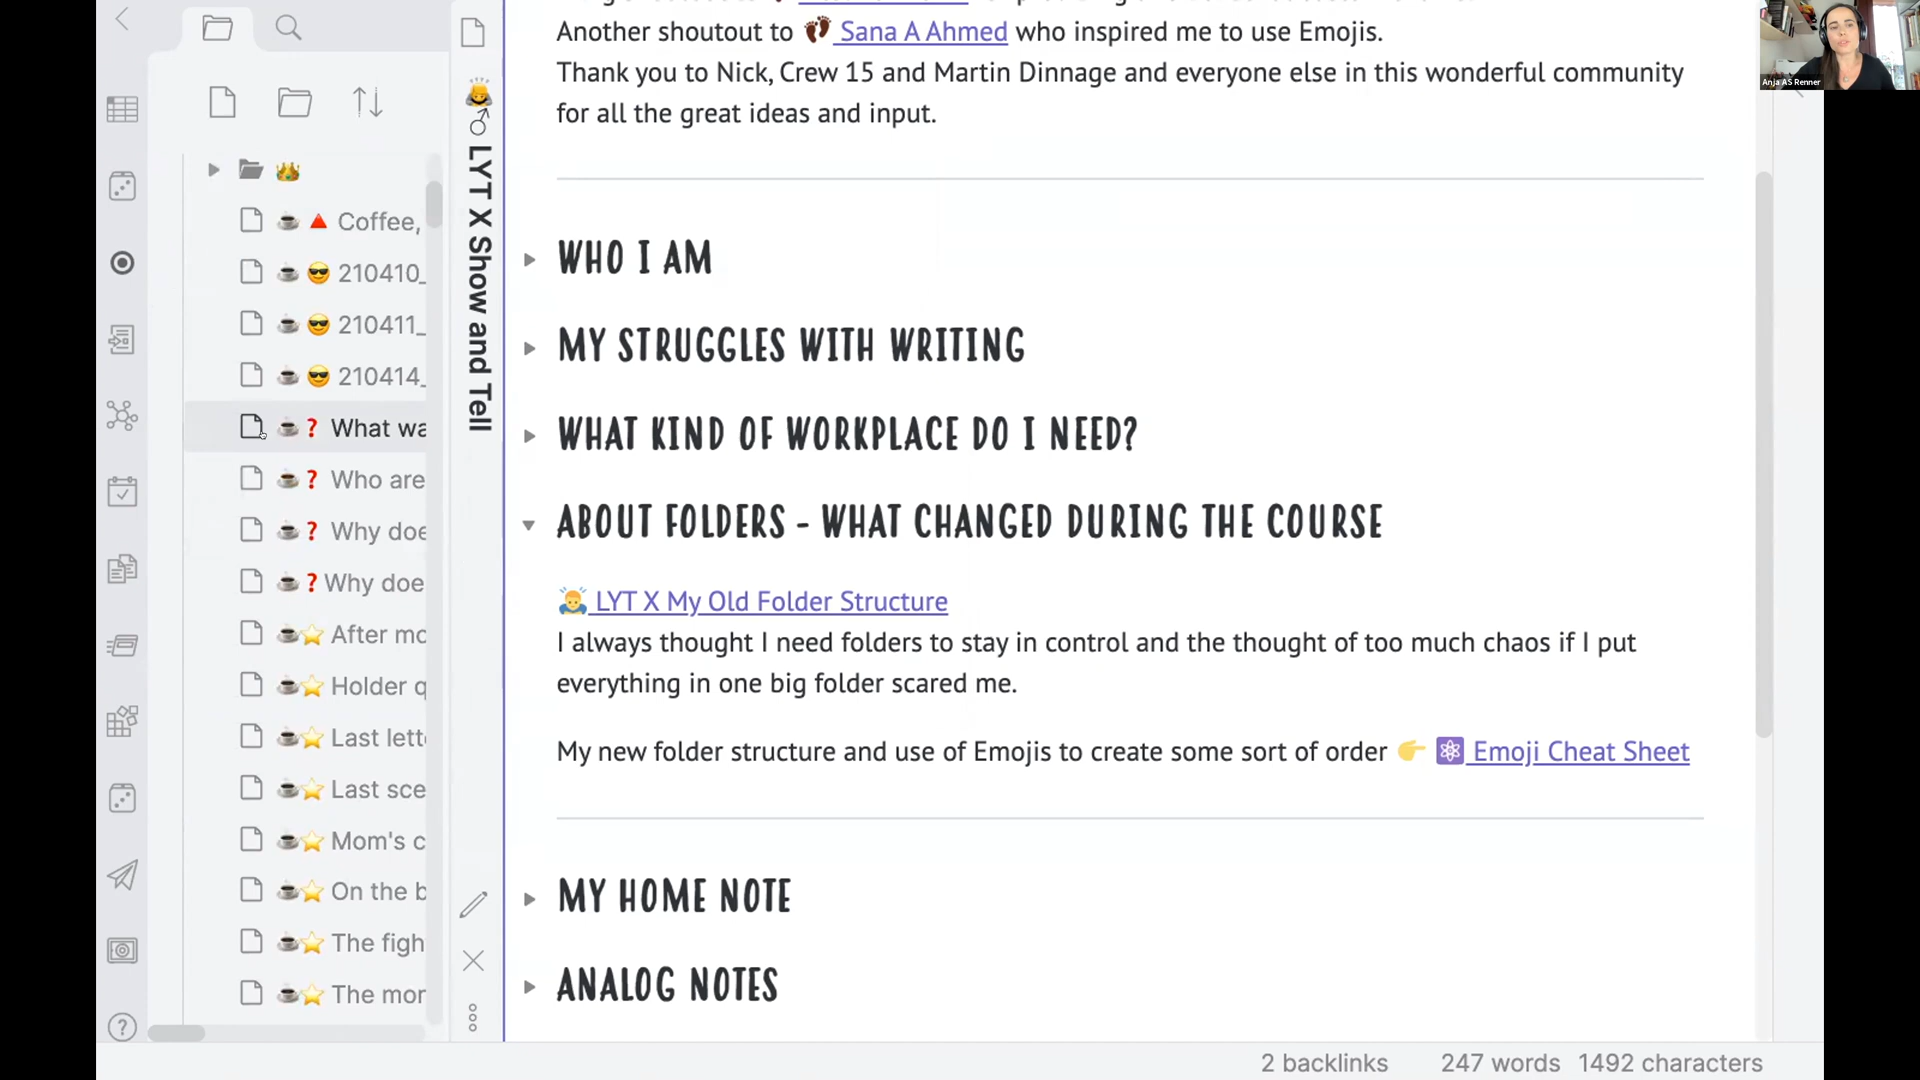 Coffee,
210410_
210411_
210414_
What wa
Who are
Why doe
Why doe
After mo
Holder q
Last lett
Last sce
Mom's c
On the b
The figh
The mor
LYT X Show and Tell
Another shoutout to 👣 Sana A Ahmed who inspired me to use Emojis.
Thank you to Nick, Crew 15 and Martin Dinnage and everyone else in this wonderful community
for all the great ideas and input.
WHO I AM
MY STRUGGLES WITH WRITING
WHAT KIND OF WORKPLACE DO I NEED?
ABOUT FOLDERS - WHAT CHANGED DURING THE COURSE
LYT X My Old Folder Structure
I always thought I need folders to stay in control and the thought of too much chaos if I put
everything in one big folder scared me.
My new folder structure and use of Emojis to create some sort of order 👉 ⚛ Emoji Cheat Sheet
MY HOME NOTE
ANALOG NOTES
2 backlinks 247 words 1492 characters
Anja AS Renner